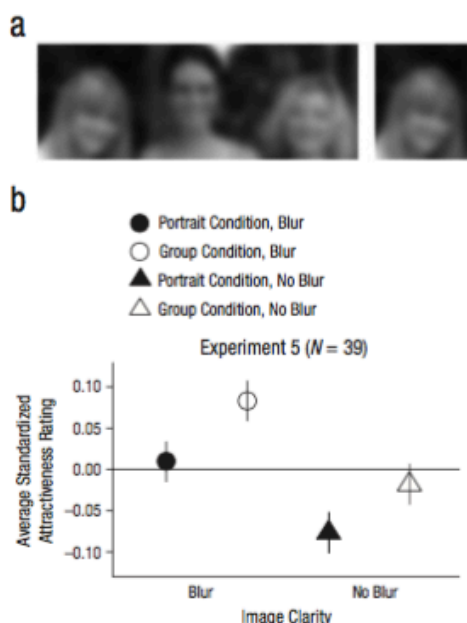 a
b
Portrait Condition, Blur
Group Condition, Blur
Portrait Condition, No Blur
Group Condition, No Blur
Experiment 5 (N = 39)
Average Standardized
Attractiveness Rating
0.10
0.05
0.00
−0.05
−0.10
Blur No Blur
Image Clarity